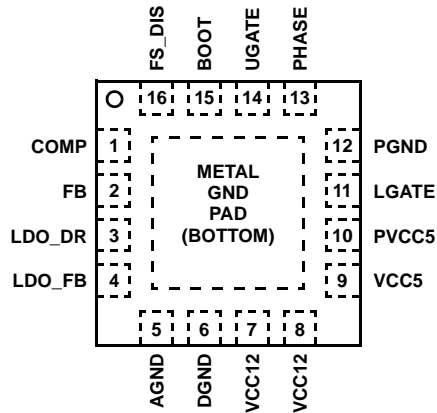 FS_DIS
BOOT
UGATE
PHASE
16
15
14
13
COMP 1
12 PGND
FB 2
11 LGATE
LDO_DR 3
10 PVCC5
LDO_FB 4
9 VCC5
METAL
GND
PAD
(BOTTOM)
5
6
7
8
AGND
DGND
VCC12
VCC12